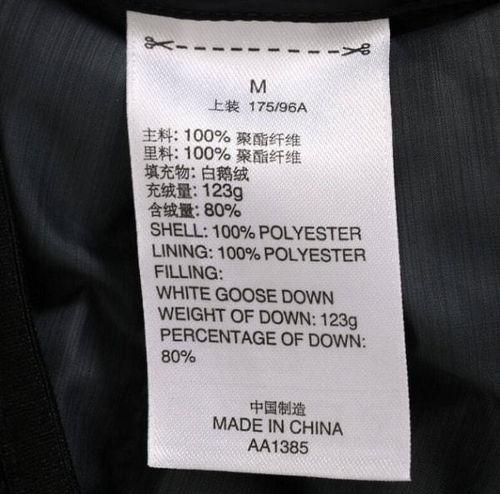 M
上装 175/96A
主料: 100% 聚酯纤维
里料: 100% 聚酯纤维
填充物: 白鹅绒
充绒量: 123g
含绒量: 80%
SHELL: 100% POLYESTER
LINING: 100% POLYESTER
FILLING:
WHITE GOOSE DOWN
WEIGHT OF DOWN: 123g
PERCENTAGE OF DOWN:
80%
中国制造
MADE IN CHINA
AA1385